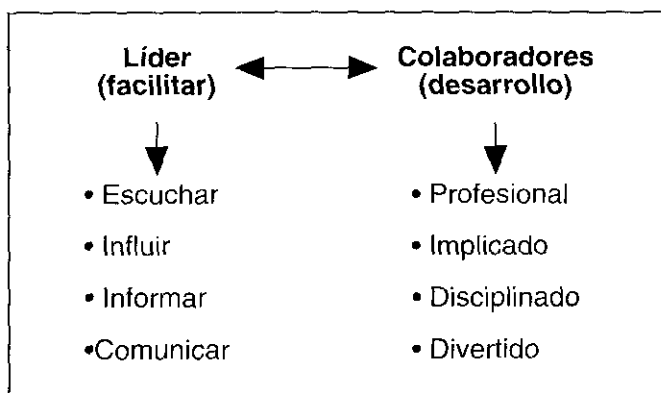 Líder
(facilitar)
Colaboradores
(desarrollo)
• Escuchar
• Influir
• Informar
•Comunicar
• Profesional
• Implicado
• Disciplinado
• Divertido